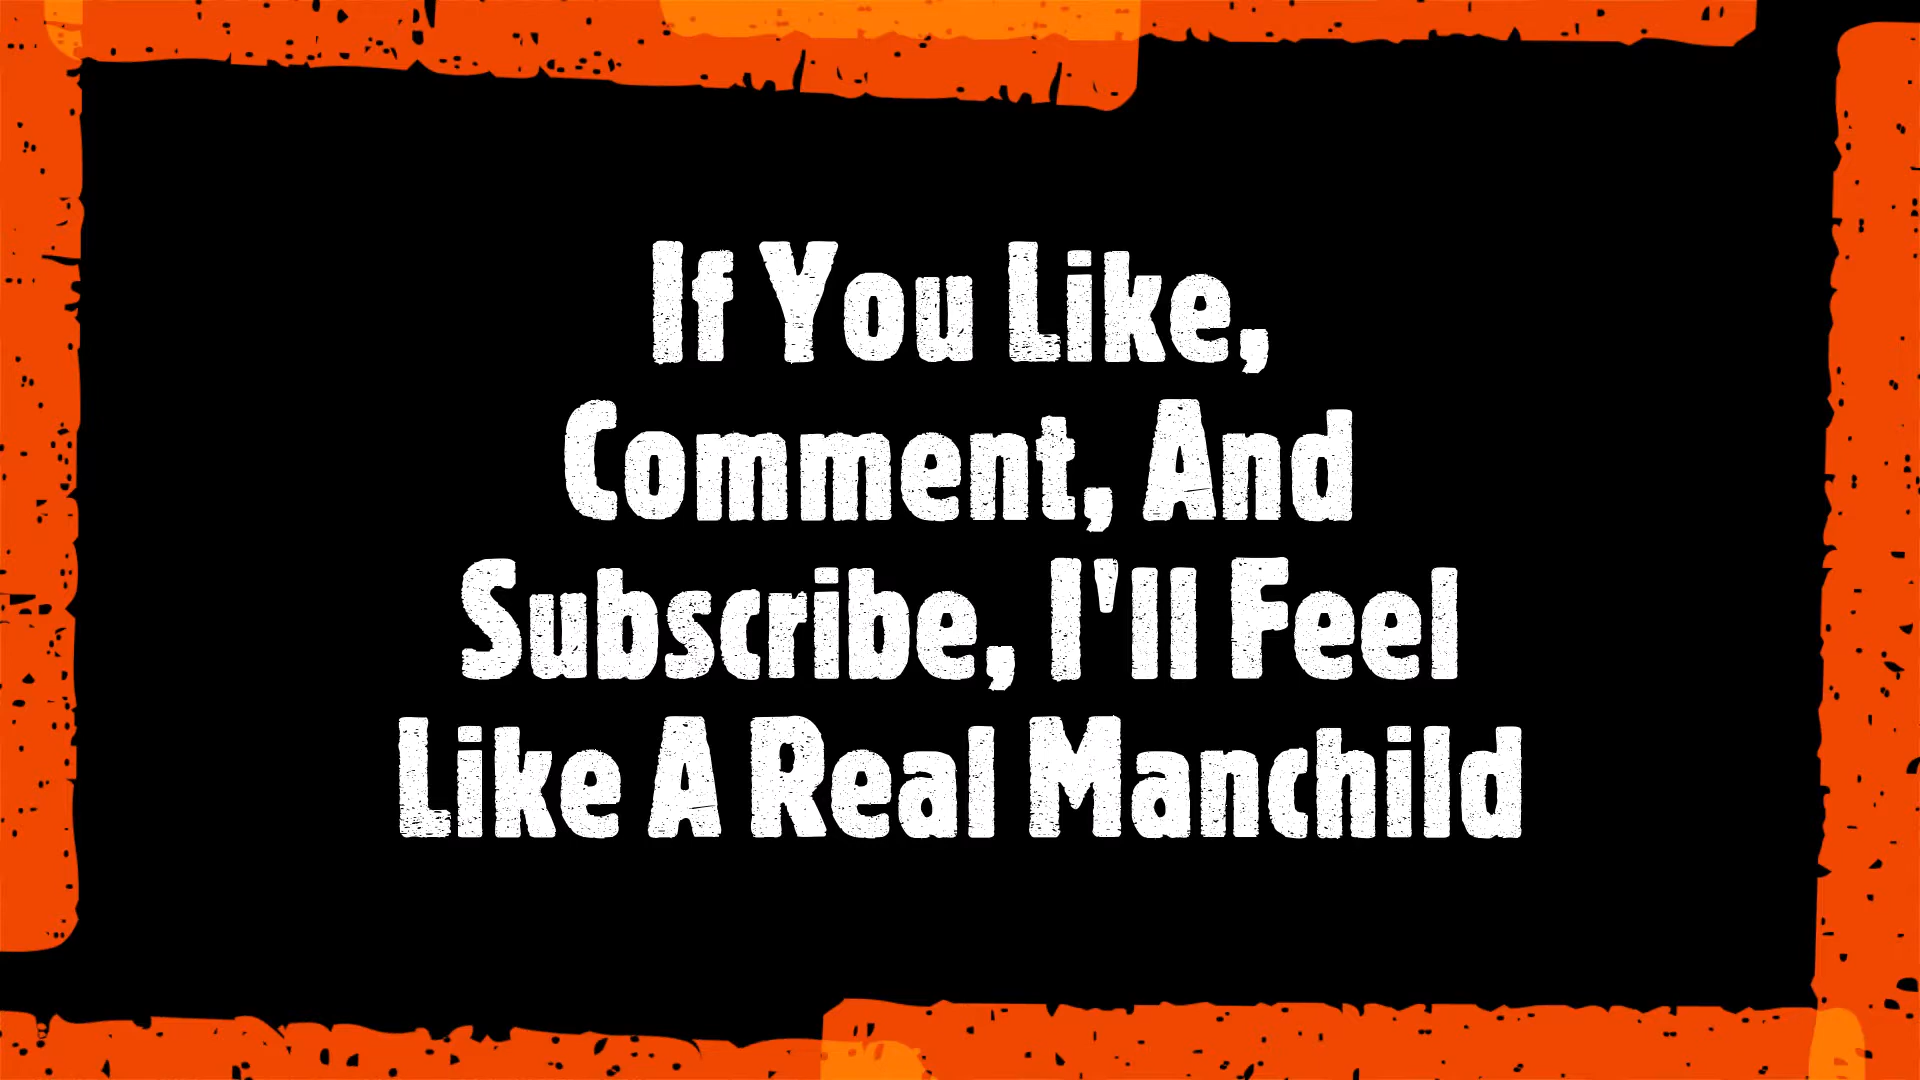 If You Like,
Comment, And
Subscribe, I'll Feel
Like A Real Manchild